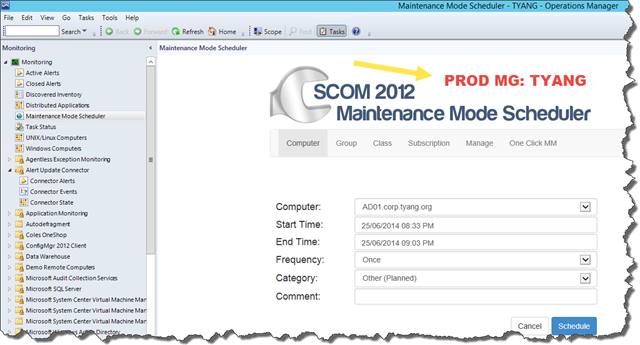 Maintenance Mode Scheduler - TYANG - Operations Manager
File Edit View Go Tasks Tools Help
Search Back Forward Refresh Home Scope Find Tasks
Monitoring
Monitoring
Active Alerts
Closed Alerts
Discovered Inventory
Distributed Applications
Maintenance Mode Scheduler
Task Status
UNIX/Linux Computers
Windows Computers
Agentless Exception Monitoring
Alert Update Connector
Connector Alerts
Connector Events
Connector State
Application Monitoring
Autodefragment
Coles OneShop
ConfigMgr 2012 Client
Data Warehouse
Demo Remote Computers
Microsoft Audit Collection Services
Microsoft SQL Server
Microsoft System Center Virtual Machine Man
Microsoft System Center Virtual Machine Man
Microsoft Windows Active Directory
Maintenance Mode Scheduler
PROD MG: TYANG
SCOM 2012
Maintenance Mode Scheduler
Computer Group Class Subscription Manage One Click MM
Computer: AD01.corp.tyang.org
Start Time: 25/06/2014 08:33 PM
End Time: 25/06/2014 09:03 PM
Frequency: Once
Category: Other (Planned)
Comment:
Cancel Schedule